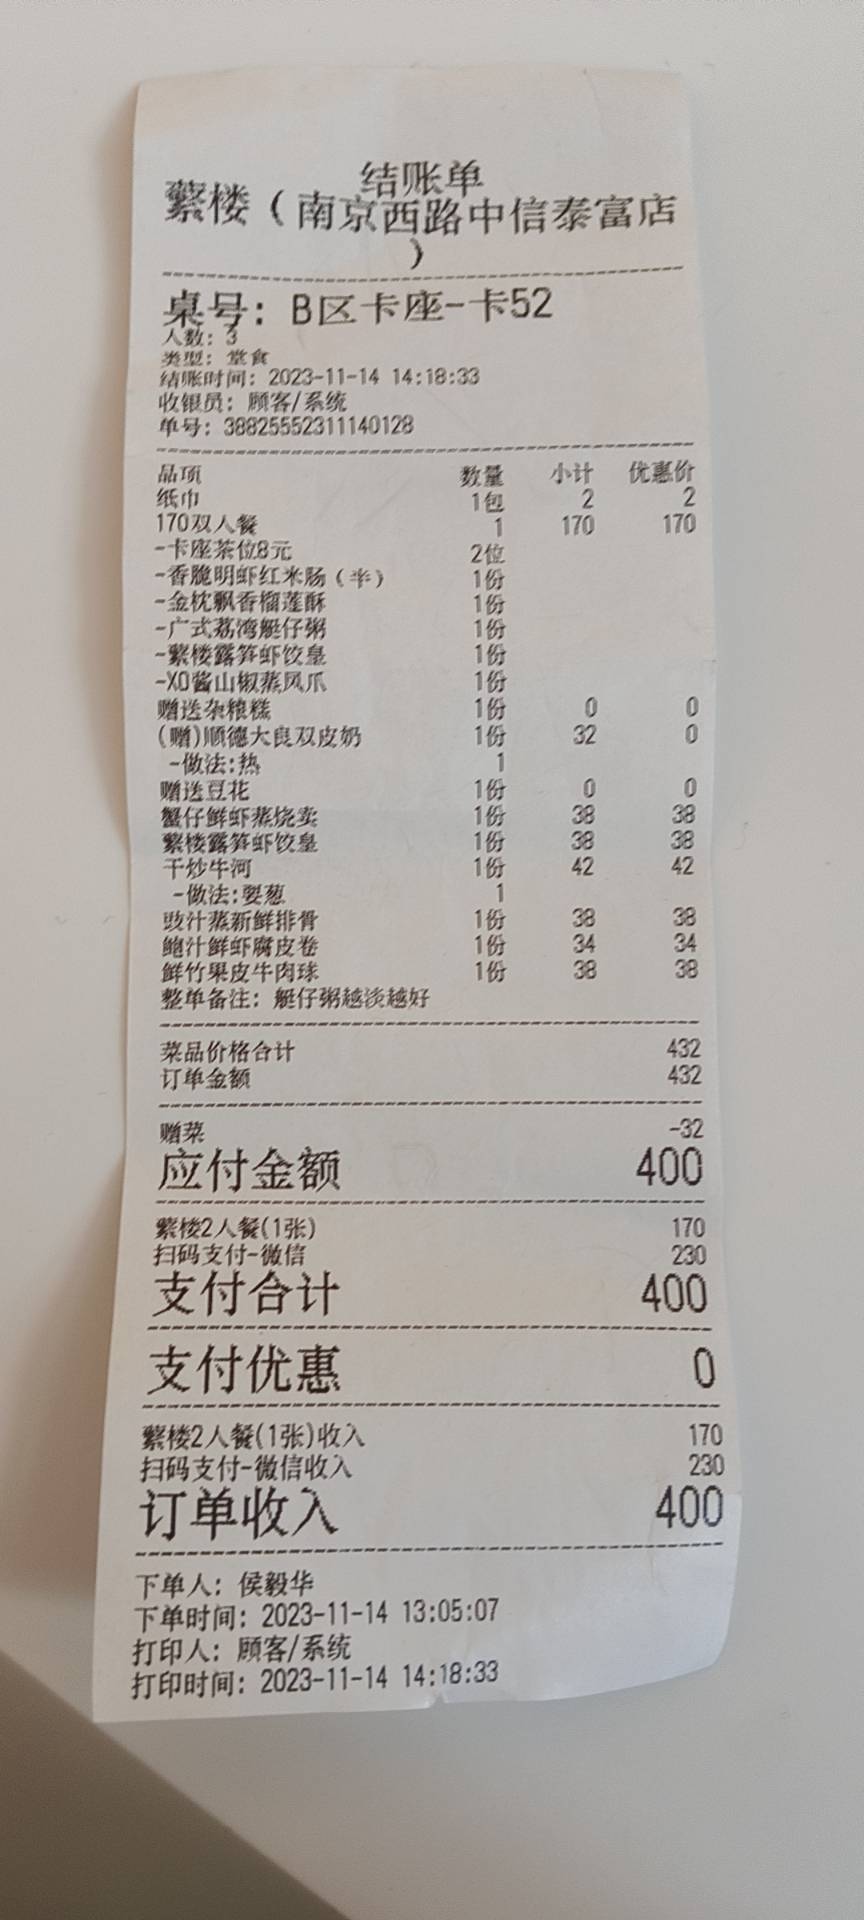 结账单
蘩楼（南京西路中信泰富店
）
桌号：B区卡座-卡52
人数：3
类型：堂食
结账时间：2023-11-14 14:18:33
收银员：顾客/系统
单号：38825552311140128
品项 数量 小计 优惠价
纸巾 1包 2 2
170双人餐 1 170 170
-卡座茶位8元 2位
-香脆明虾红米肠（半） 1份
-金枕飘香榴莲酥 1份
-广式荔湾艇仔粥 1份
-蘩楼露笋虾饺皇 1份
-XO酱山椒蒸凤爪 1份
赠送杂粮糕 1份 0 0
(赠)顺德大良双皮奶 1份 32 0
-做法:热 1
赠送豆花 1份 0 0
蟹仔鲜虾蒸烧卖 1份 38 38
蘩楼露笋虾饺皇 1份 38 38
干炒牛河 1份 42 42
-做法:要葱 1
豉汁蒸新鲜排骨 1份 38 38
鲍汁鲜虾腐皮卷 1份 34 34
鲜竹果皮牛肉球 1份 38 38
整单备注：艇仔粥越淡越好
菜品价格合计 432
订单金额 432
赠菜 -32
应付金额 400
蘩楼2人餐(1张) 170
扫码支付-微信 230
支付合计 400
支付优惠 0
蘩楼2人餐(1张)收入 170
扫码支付-微信收入 230
订单收入 400
下单人：侯毅华
下单时间：2023-11-14 13:05:07
打印人：顾客/系统
打印时间：2023-11-14 14:18:33